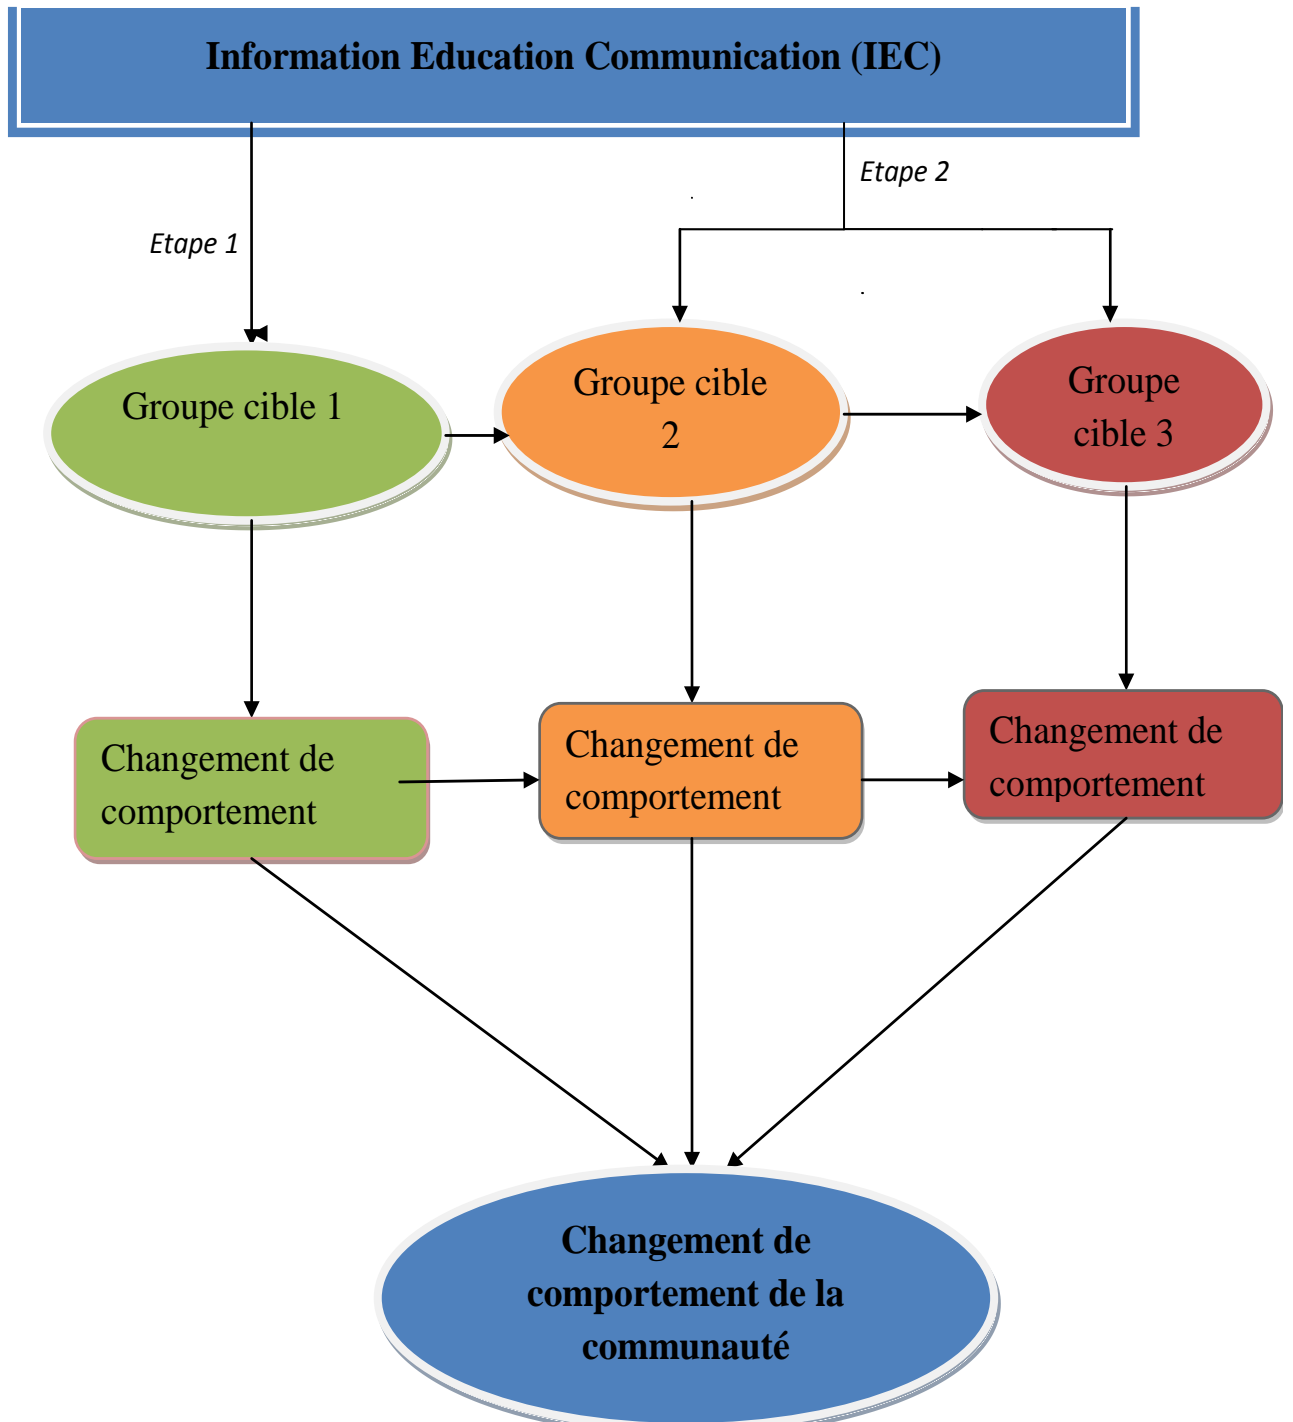 Information Education Communication (IEC)
Etape 2
Etape 1
Groupe cible 1
Groupe cible
2
Groupe
cible 3
Changement de
comportement
Changement de
comportement
Changement de
comportement
Changement de
comportement de la
communauté